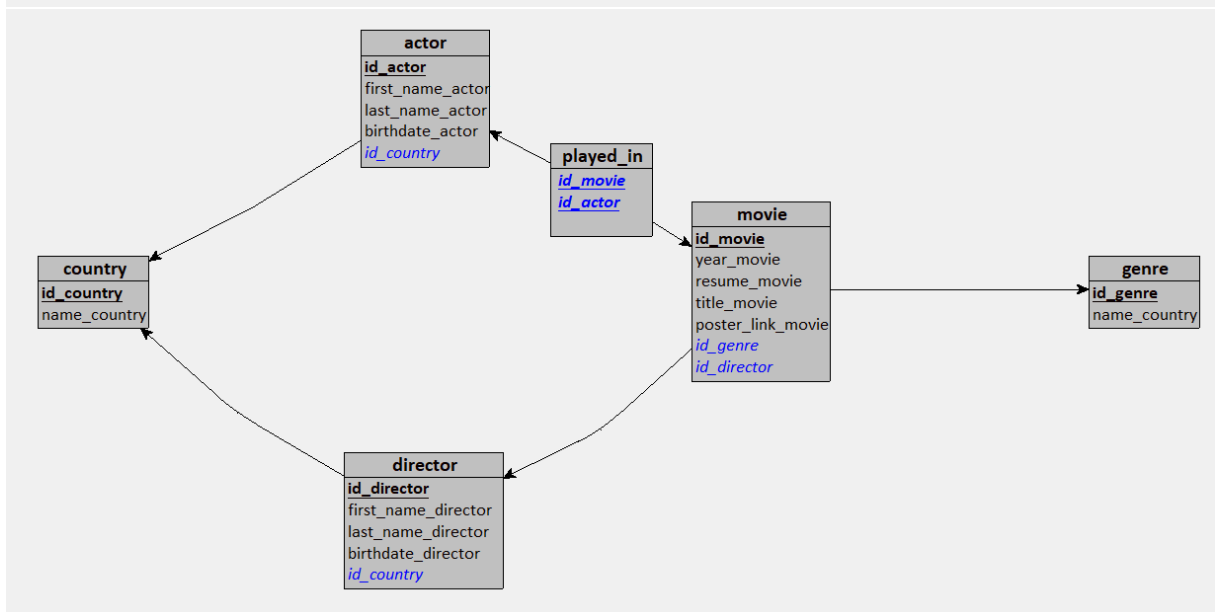 actor
id_actor
first_name_actor
last_name_actor
birthdate_actor
id_country
played_in
id_movie
id_actor
movie
id_movie
year_movie
resume_movie
title_movie
poster_link_movie
id_genre
id_director
country
id_country
name_country
genre
id_genre
name_country
director
id_director
first_name_director
last_name_director
birthdate_director
id_country